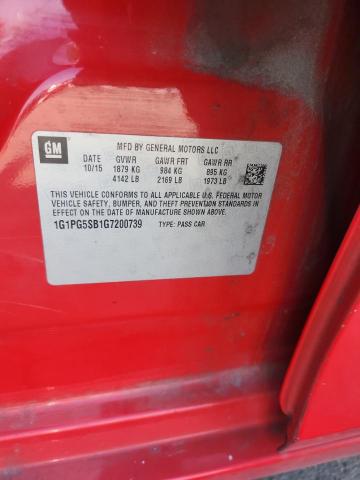 GM
MFD BY GENERAL MOTORS LLC
DATE GVWR GAWR FRT GAWR RR
10/15 1879 KG 984 KG 895 KG
4142 LB 2169 LB 1973 LB
THIS VEHICLE CONFORMS TO ALL APPLICABLE U.S. FEDERAL MOTOR
VEHICLE SAFETY, BUMPER, AND THEFT PREVENTION STANDARDS IN
EFFECT ON THE DATE OF MANUFACTURE SHOWN ABOVE.
1G1PG5SB1G7200739 TYPE: PASS CAR